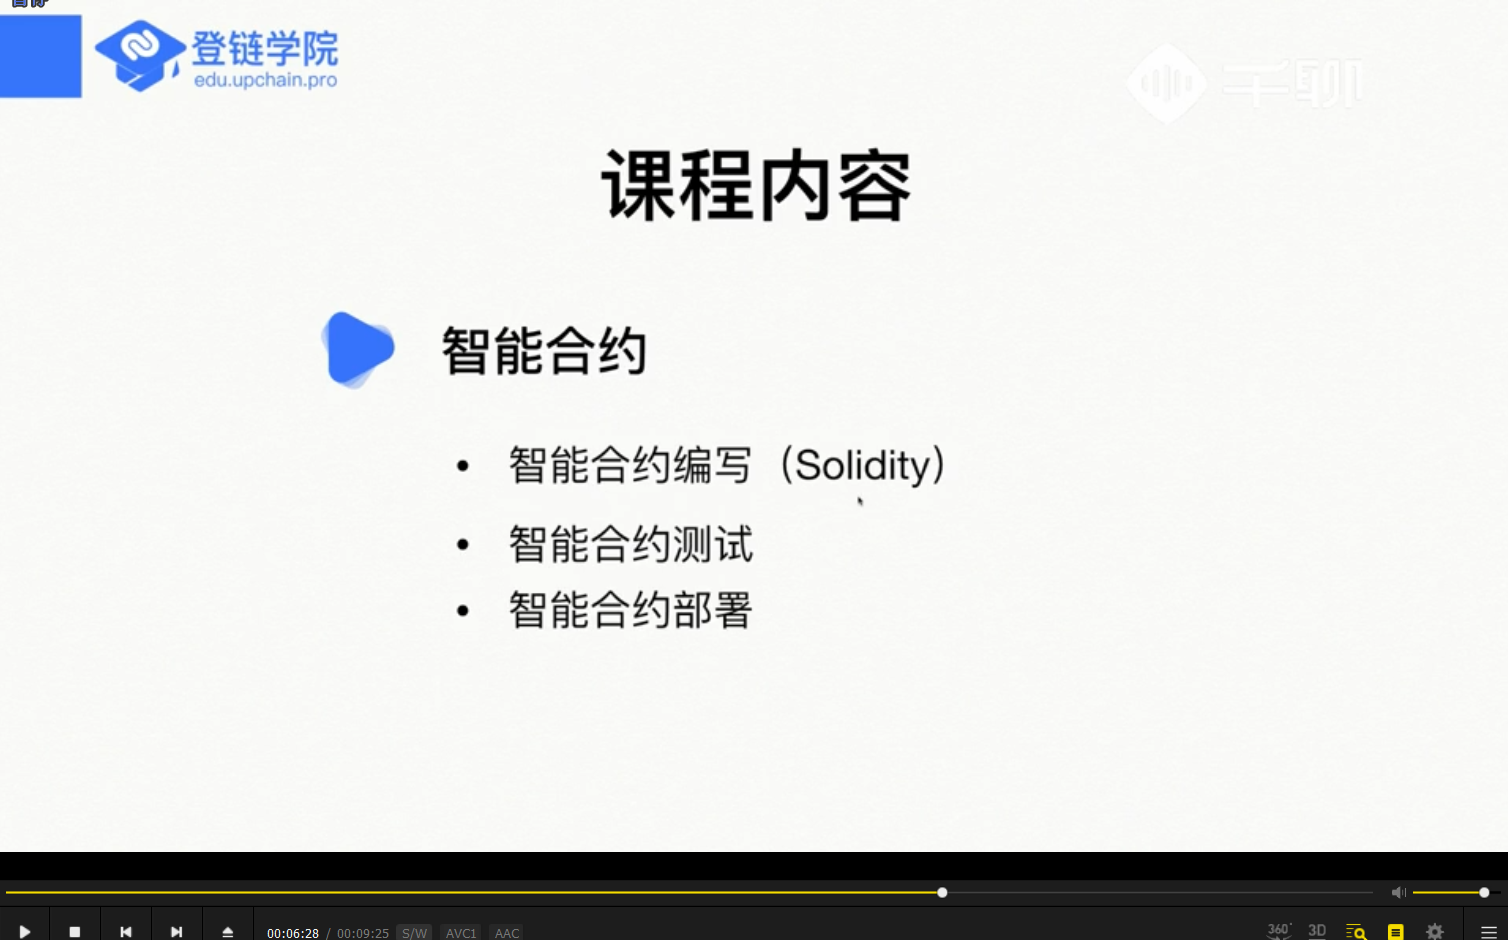 登链学院
edu.upchain.pro
千聊
课程内容
智能合约
• 智能合约编写（Solidity）
• 智能合约测试
• 智能合约部署
00:06:28 / 00:09:25 S/W AVC1 AAC
360° 3D